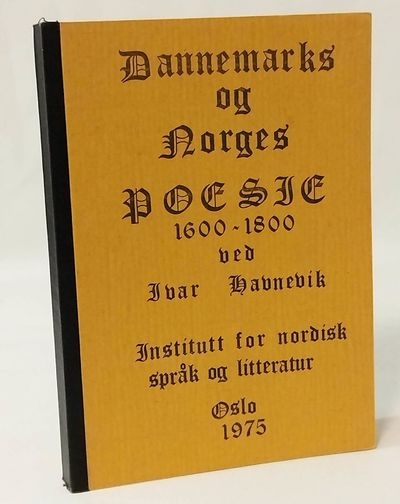 Dannemarks
og
Norges
POESIE
1600-1800
ved
Ivar Havnevik
Institutt for nordisk
språk og litteratur
Oslo
1975